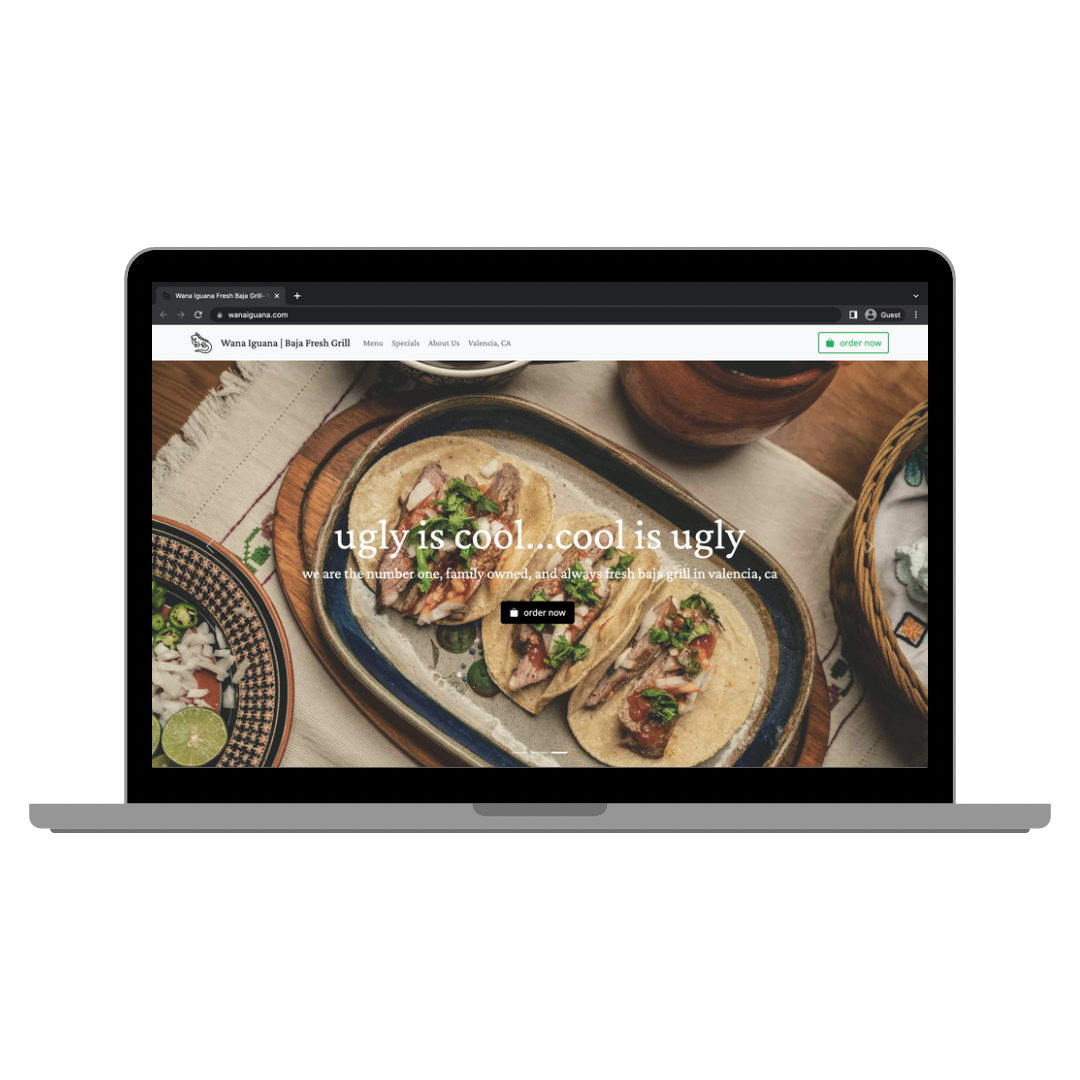 Wana Iguana Fresh Baja Grill-
wanaiguana.com
Guest
Wana Iguana | Baja Fresh Grill
Menu
Specials
About Us
Valencia, CA
order now
ugly is cool...cool is ugly
we are the number one, family owned, and always fresh baja grill in valencia, ca
order now